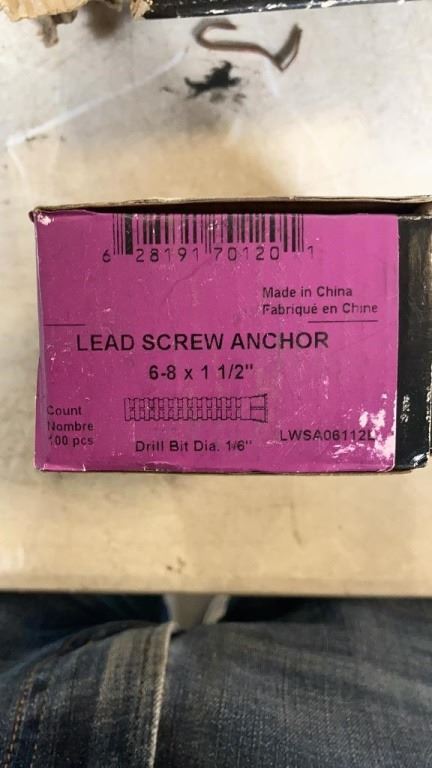 6 28191 70120 1
Made in China
Fabriqué en Chine
LEAD SCREW ANCHOR
6-8 x 1 1/2"
Count
Nombre
100 pcs
Drill Bit Dia. 1/6"
LWSA06112L